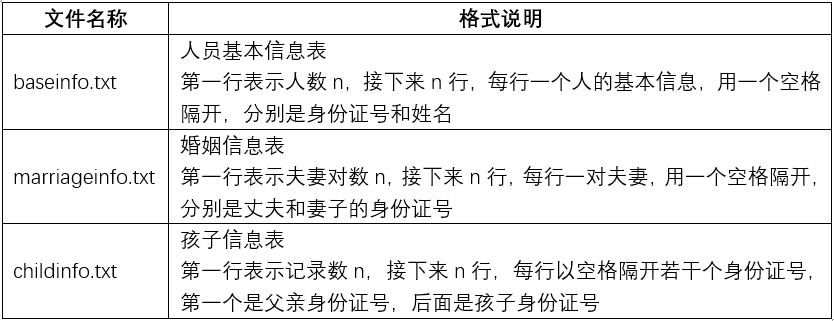 文件名称 格式说明
人员基本信息表
baseinfo.txt 第一行表示人数 n，接下来 n 行，每行一个人的基本信息，用一个空格
隔开，分别是身份证号和姓名
婚姻信息表
marriageinfo.txt 第一行表示夫妻对数 n，接下来 n 行，每行一对夫妻，用一个空格隔开，
分别是丈夫和妻子的身份证号
孩子信息表
childinfo.txt 第一行表示记录数 n，接下来 n 行，每行以空格隔开若干个身份证号，
第一个是父亲身份证号，后面是孩子身份证号